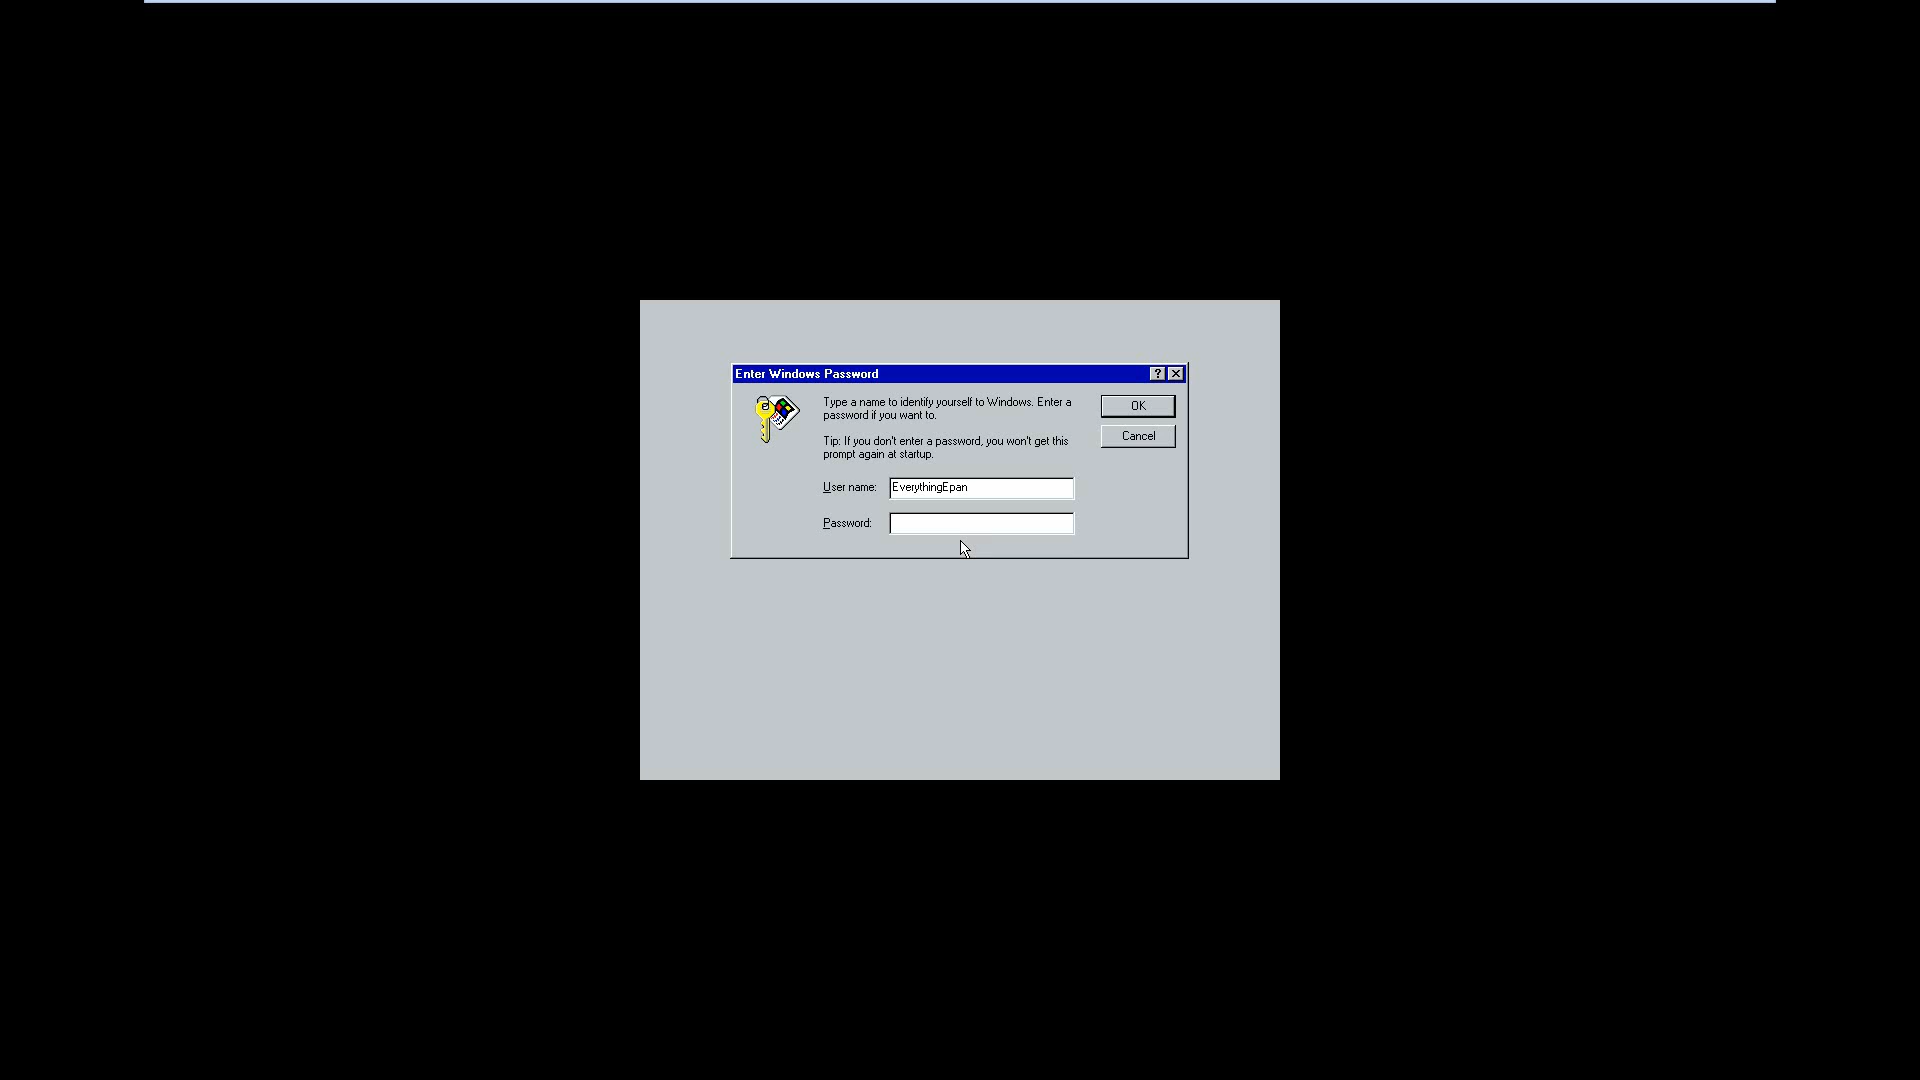 Enter Windows Password
Type a name to identify yourself to Windows. Enter a
password if you want to.
OK
Cancel
Tip: If you don't enter a password, you won't get this
prompt again at startup.
User name: EverythingEpan
Password: